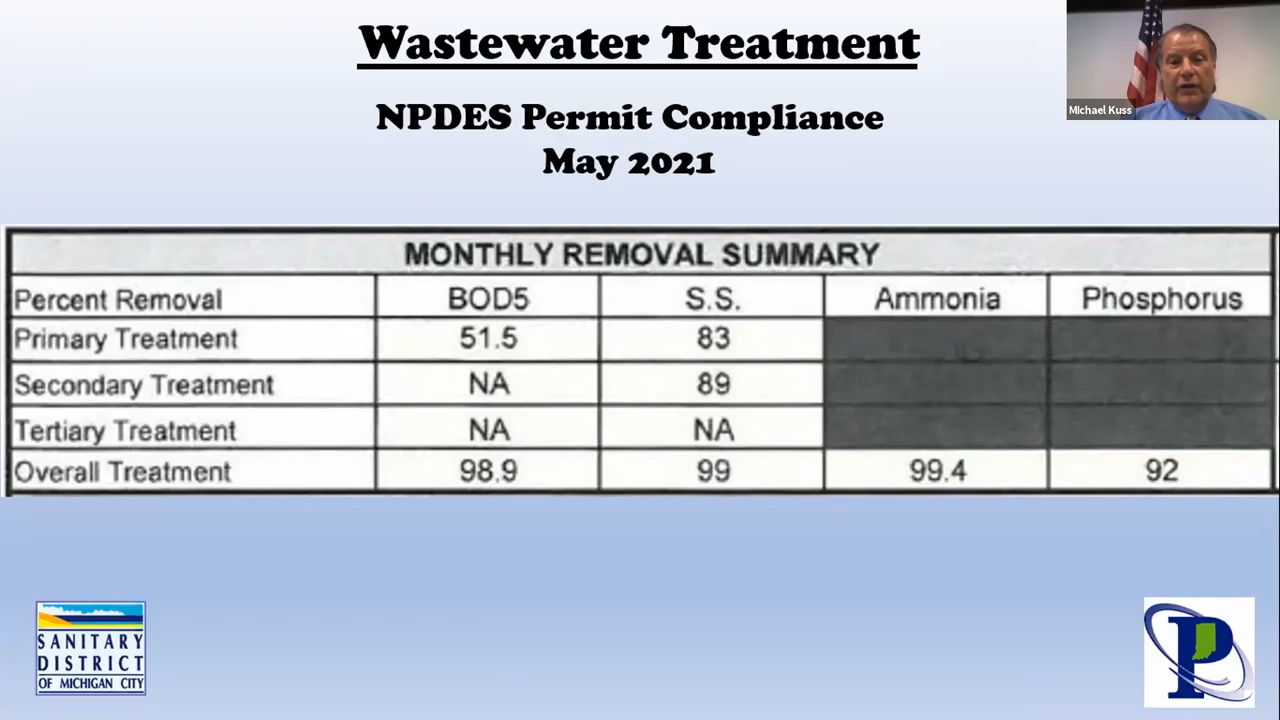 Wastewater Treatment
NPDES Permit Compliance
May 2021
Michael Kuss
MONTHLY REMOVAL SUMMARY
Percent Removal BOD5 S.S. Ammonia Phosphorus
Primary Treatment 51.5 83
Secondary Treatment NA 89
Tertiary Treatment NA NA
Overall Treatment 98.9 99 99.4 92
SANITARY
DISTRICT
OF MICHIGAN CITY
P